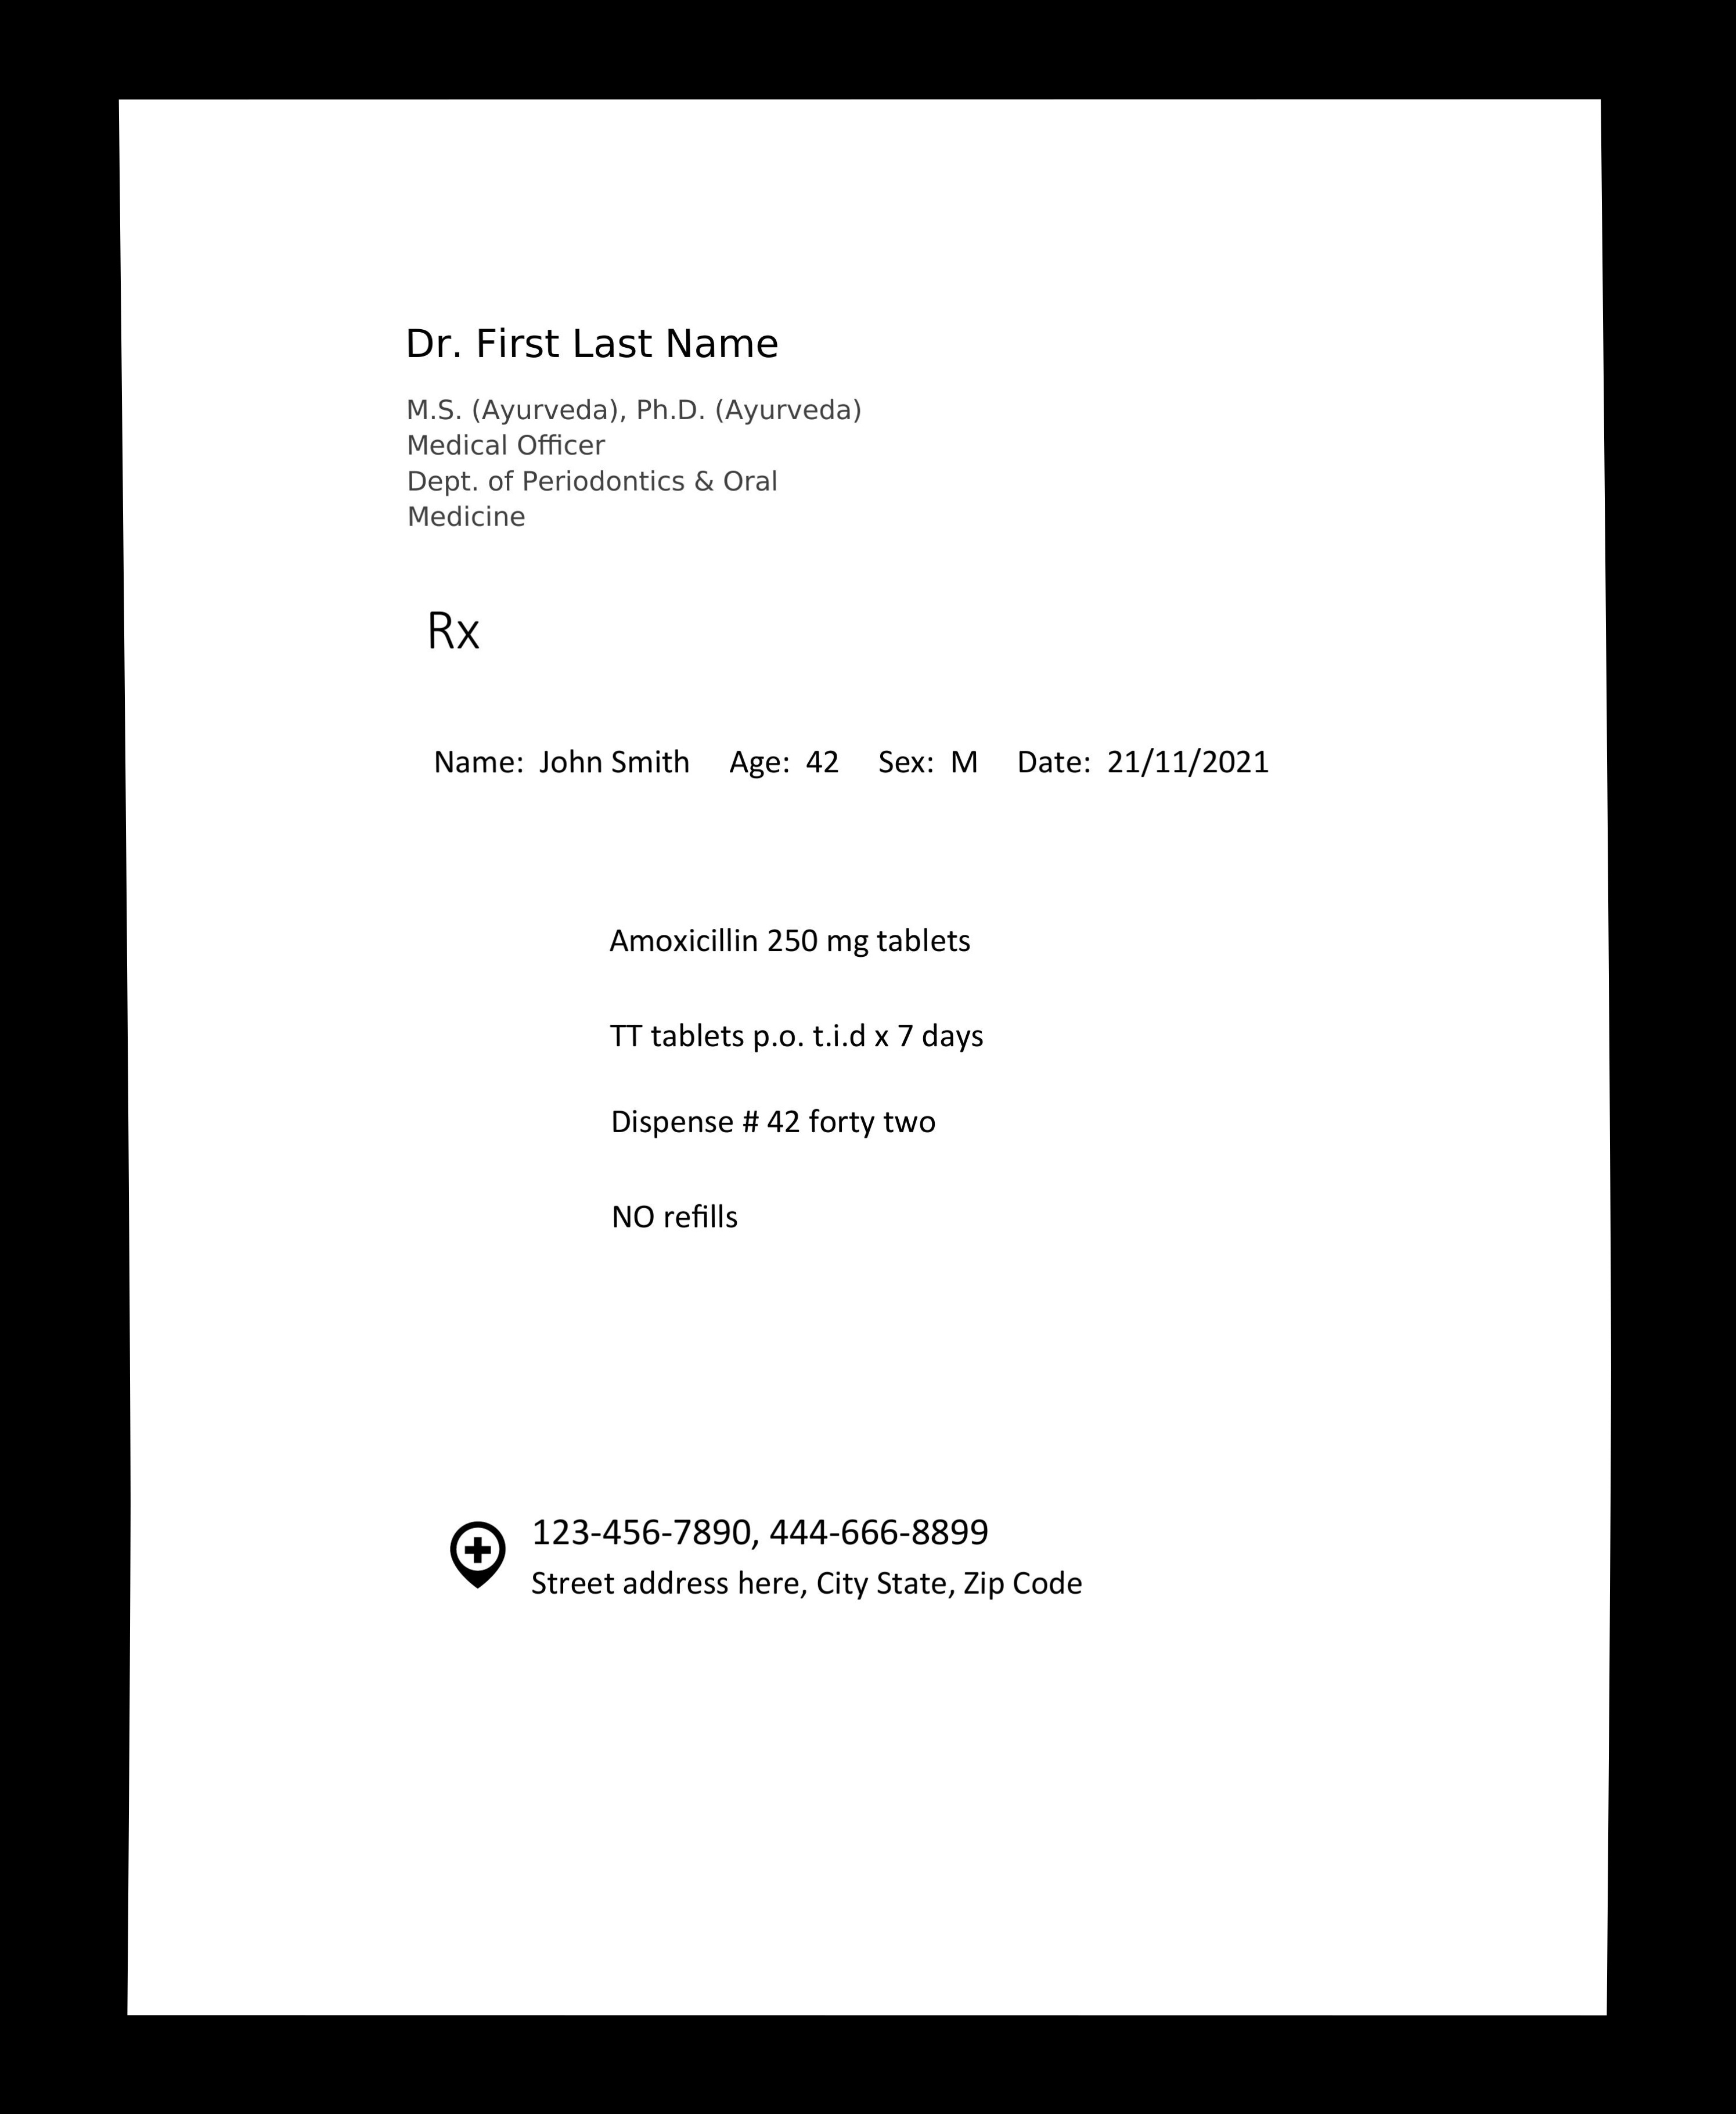 Dr. First Last Name
M.S. (Ayurveda), Ph.D. (Ayurveda)
Medical Officer
Dept. of Periodontics & Oral
Medicine
Rx
Name: John Smith Age: 42 Sex: M Date: 21/11/2021
Amoxicillin 250 mg tablets
TT tablets p.o. t.i.d x 7 days
Dispense # 42 forty two
NO refills
123-456-7890, 444-666-8899
Street address here, City State, Zip Code